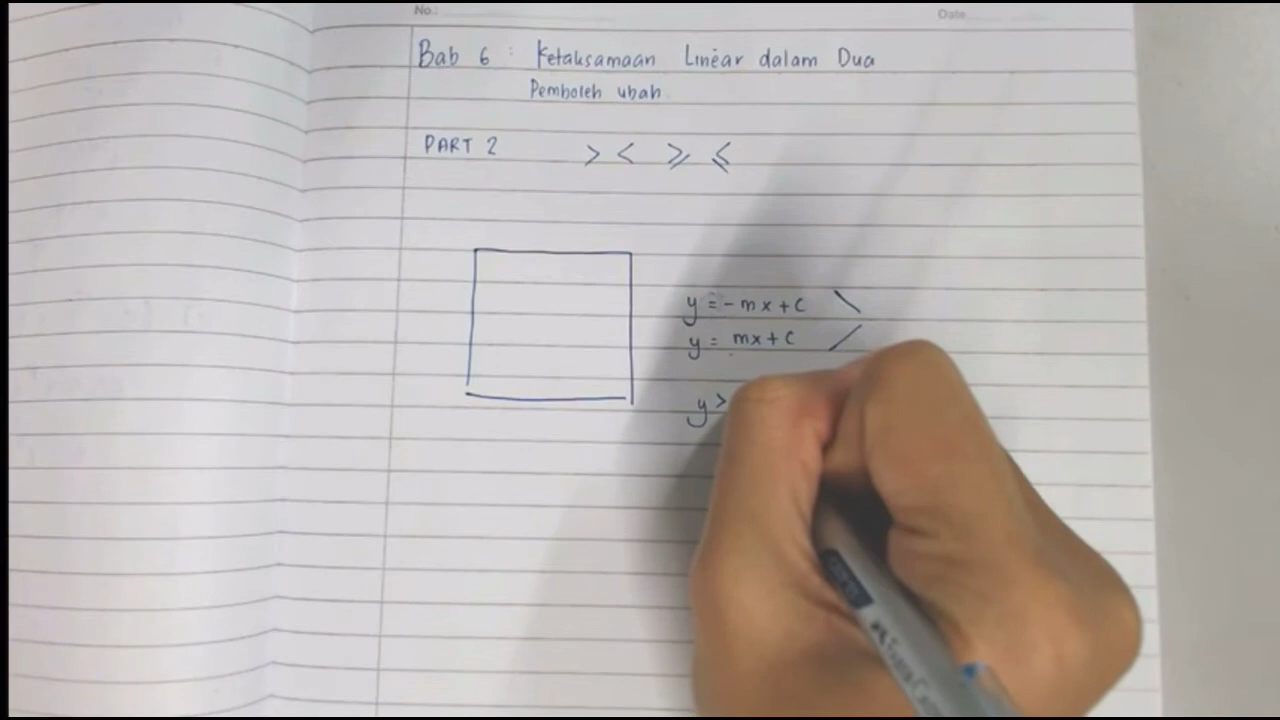 No.:
Date
Bab 6 : Ketaksamaan Linear dalam Dua
Pemboleh ubah.
PART 2 > < ≥ ≤
y = - mx + c \
y = mx + c /
y >